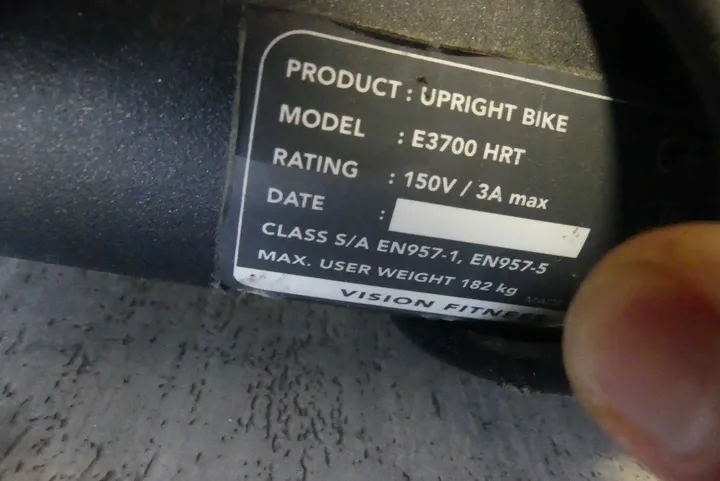 PRODUCT : UPRIGHT BIKE
MODEL : E3700 HRT
RATING : 150V / 3A max
DATE :
CLASS S/A EN957-1, EN957-5
MAX. USER WEIGHT 182 kg
VISION FITNESS